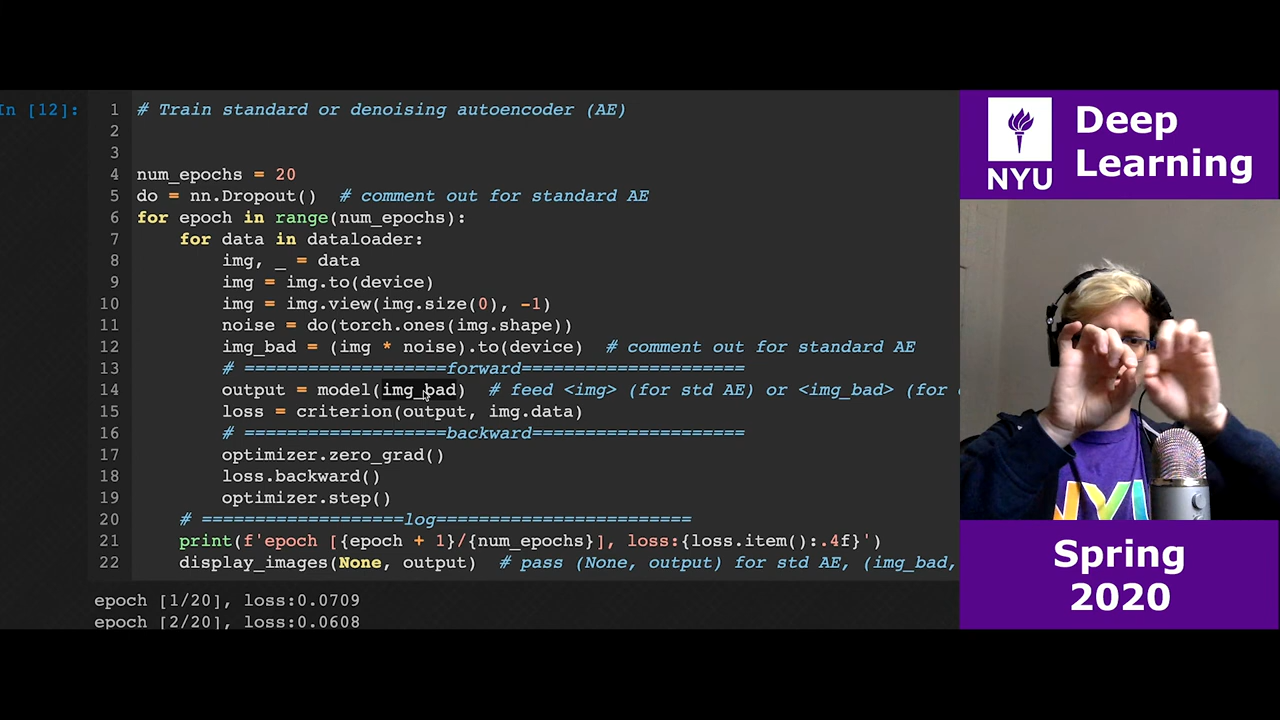 In [12]:
1 # Train standard or denoising autoencoder (AE)
2
3
4 num_epochs = 20
5 do = nn.Dropout()  # comment out for standard AE
6 for epoch in range(num_epochs):
7     for data in dataloader:
8         img, _ = data
9         img = img.to(device)
10         img = img.view(img.size(0), -1)
11         noise = do(torch.ones(img.shape))
12         img_bad = (img * noise).to(device)  # comment out for standard AE
13         # ===================forward=====================
14         output = model(img_bad)  # feed <img> (for std AE) or <img_bad> (for
15         loss = criterion(output, img.data)
16         # ===================backward====================
17         optimizer.zero_grad()
18         loss.backward()
19         optimizer.step()
20     # ===================log========================
21     print(f'epoch [{epoch + 1}/{num_epochs}], loss:{loss.item():.4f}')
22     display_images(None, output)  # pass (None, output) for std AE, (img_bad,
epoch [1/20], loss:0.0709
epoch [2/20], loss:0.0608
NYU
Deep
Learning
NYU
Spring
2020